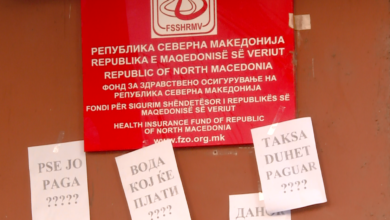 FSSHRMV
РЕПУБЛИКА СЕВЕРНА МАКЕДОНИЈА
REPUBLIKA E MAQEDONISË SË VERIUT
REPUBLIC OF NORTH MACEDONIA
ФОНД ЗА ЗДРАВСТВЕНО ОСИГУРУВАЊЕ НА
РЕПУБЛИКА СЕВЕРНА МАКЕДОНИЈА
FONDI PËR SIGURIM SHËNDETËSOR I REPUBLIKËS SË
MAQEDONISË SË VERIUT
HEALTH INSURANCE FUND OF REPUBLIC
OF NORTH MACEDONIA
www.fzo.org.mk
PSE JO
PAGA
?????
ВОДА
КОЈ ЌЕ
ПЛАТИ
????
TAKSA
DUHET
PAGUAR
????